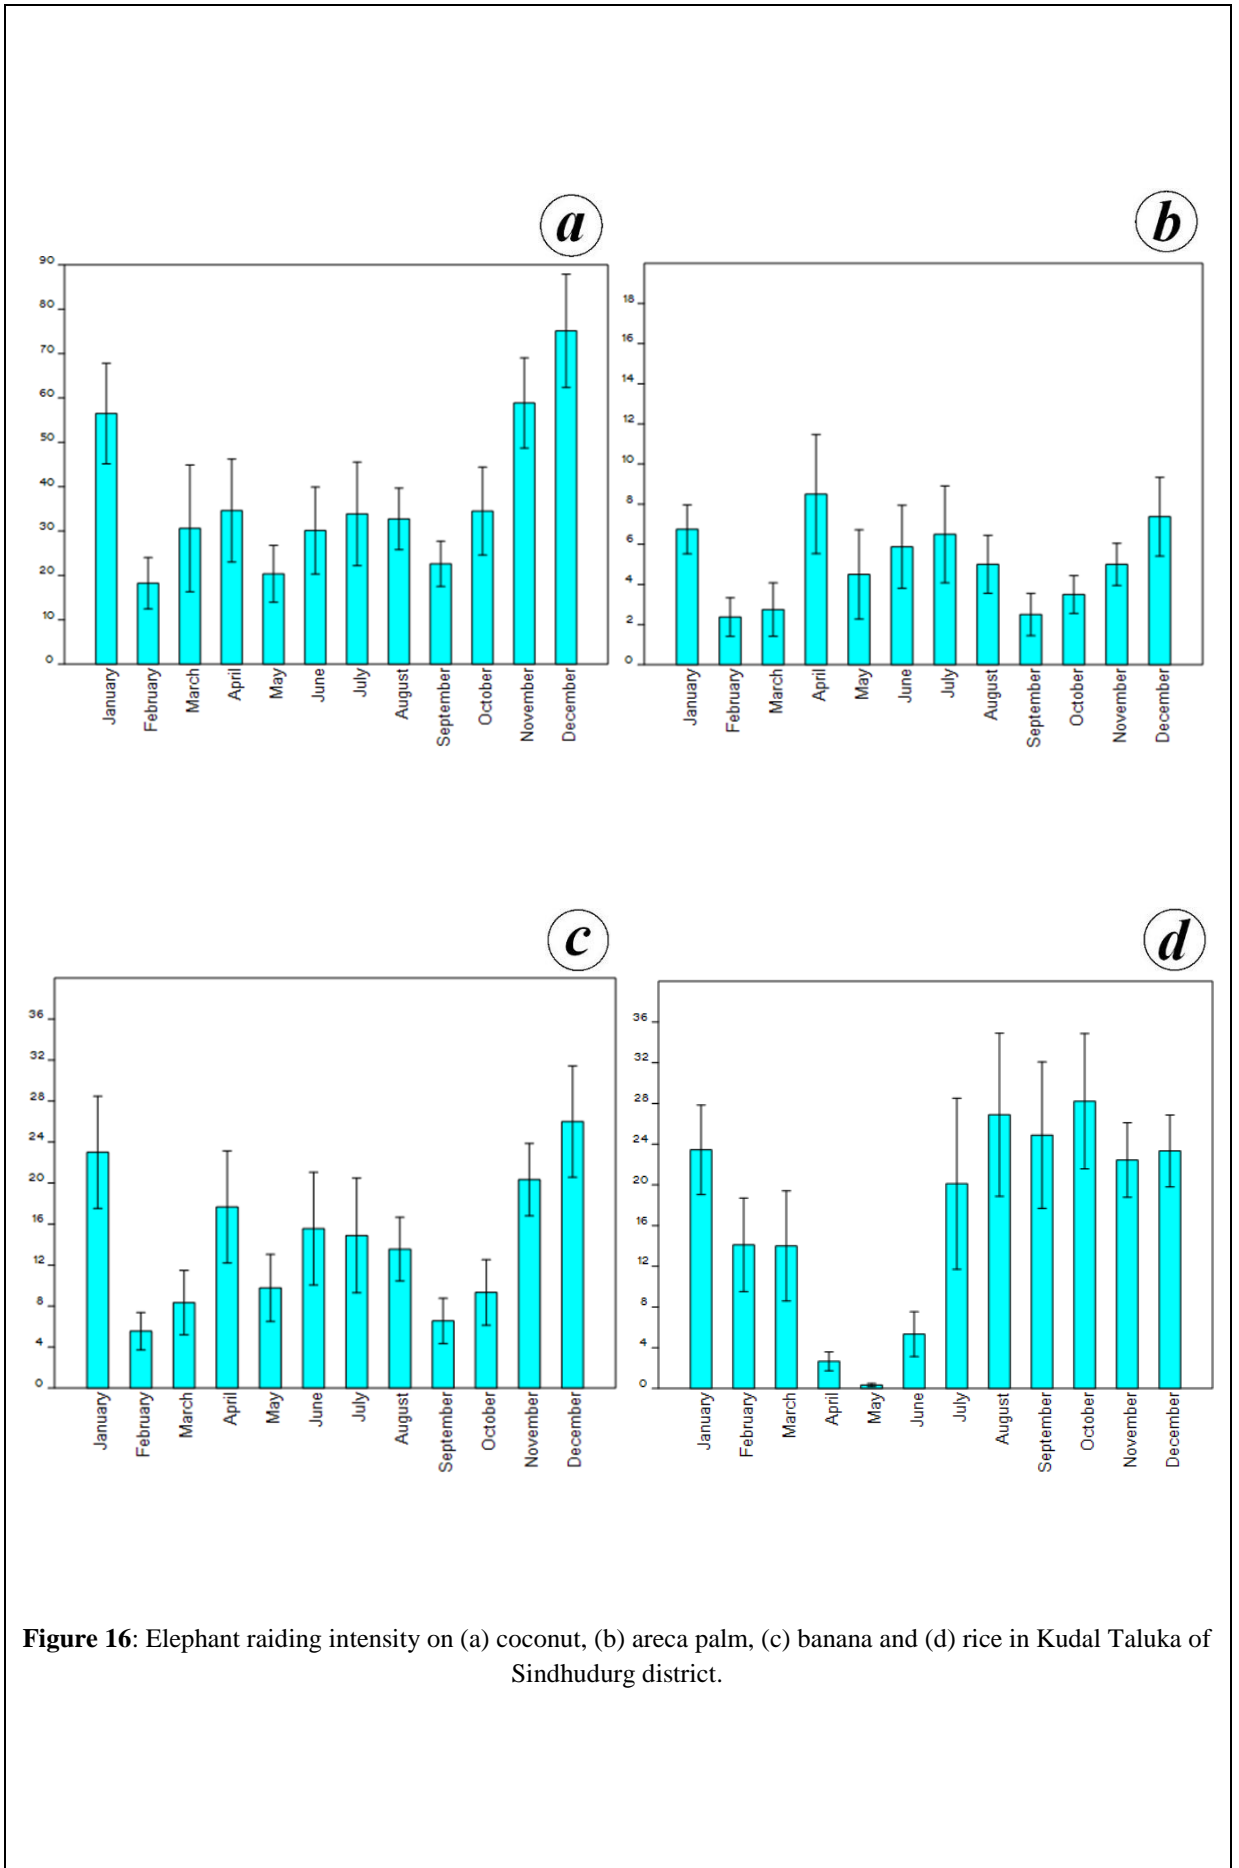 a
90
80
70
60
50
40
30
20
10
0
January
February
March
April
May
June
July
August
September
October
November
December
b
18
16
14
12
10
8
6
4
2
0
January
February
March
April
May
June
July
August
September
October
November
December
c
36
32
28
24
20
16
12
8
4
0
January
February
March
April
May
June
July
August
September
October
November
December
d
36
32
28
24
20
16
12
8
4
0
January
February
March
April
May
June
July
August
September
October
November
December
Figure 16: Elephant raiding intensity on (a) coconut, (b) areca palm, (c) banana and (d) rice in Kudal Taluka of
Sindhudurg district.